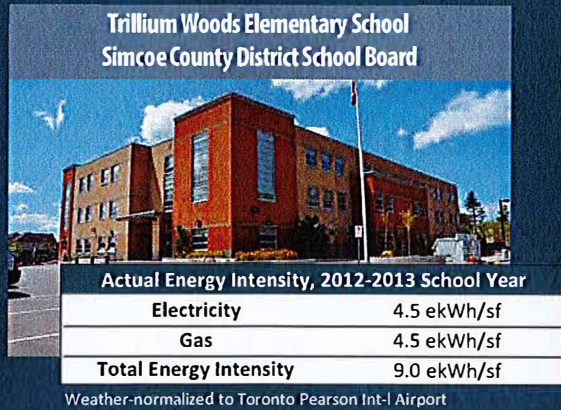 Trillium Woods Elementary School
Simcoe County District School Board
Actual Energy Intensity, 2012-2013 School Year
Electricity 4.5 ekWh/sf
Gas 4.5 ekWh/sf
Total Energy Intensity 9.0 ekWh/sf
Weather-normalized to Toronto Pearson Int-l Airport